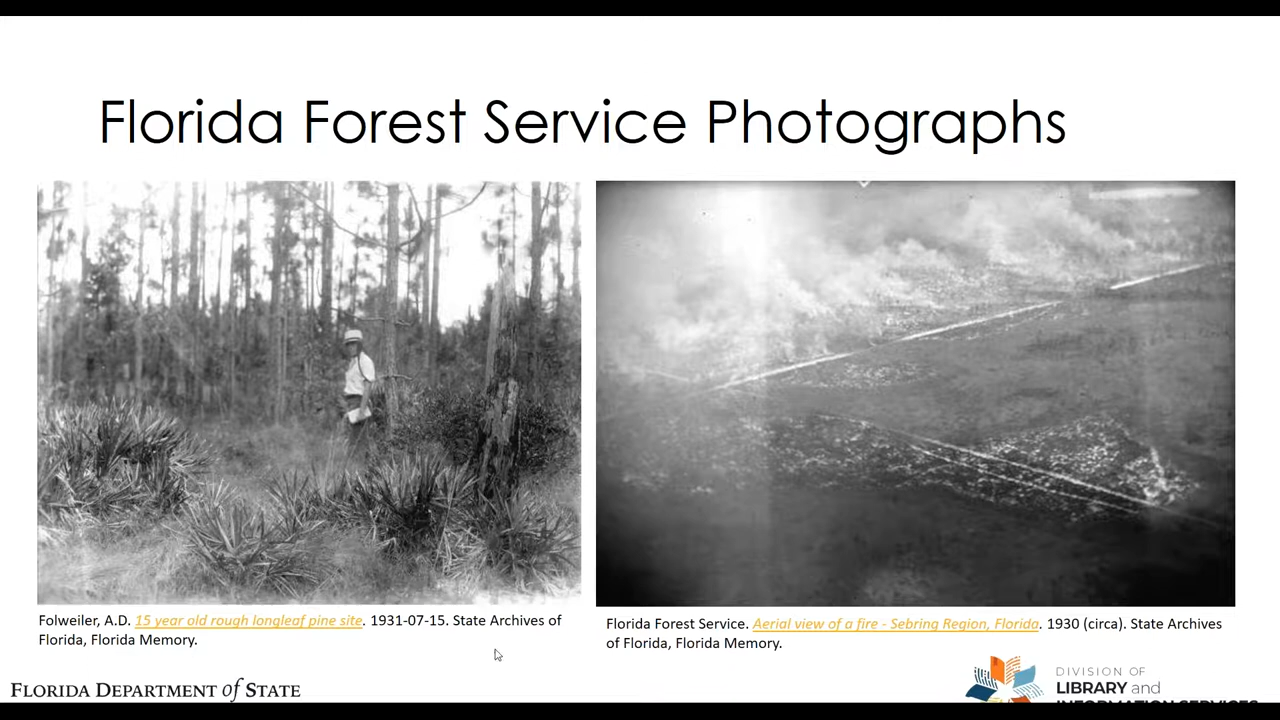 Florida Forest Service Photographs
Folweiler, A.D. 15 year old rough longleaf pine site. 1931-07-15. State Archives of
Florida, Florida Memory.
Florida Forest Service. Aerial view of a fire - Sebring Region, Florida. 1930 (circa). State Archives
of Florida, Florida Memory.
FLORIDA DEPARTMENT of STATE
DIVISION OF
LIBRARY and
INFORMATION SERVICES